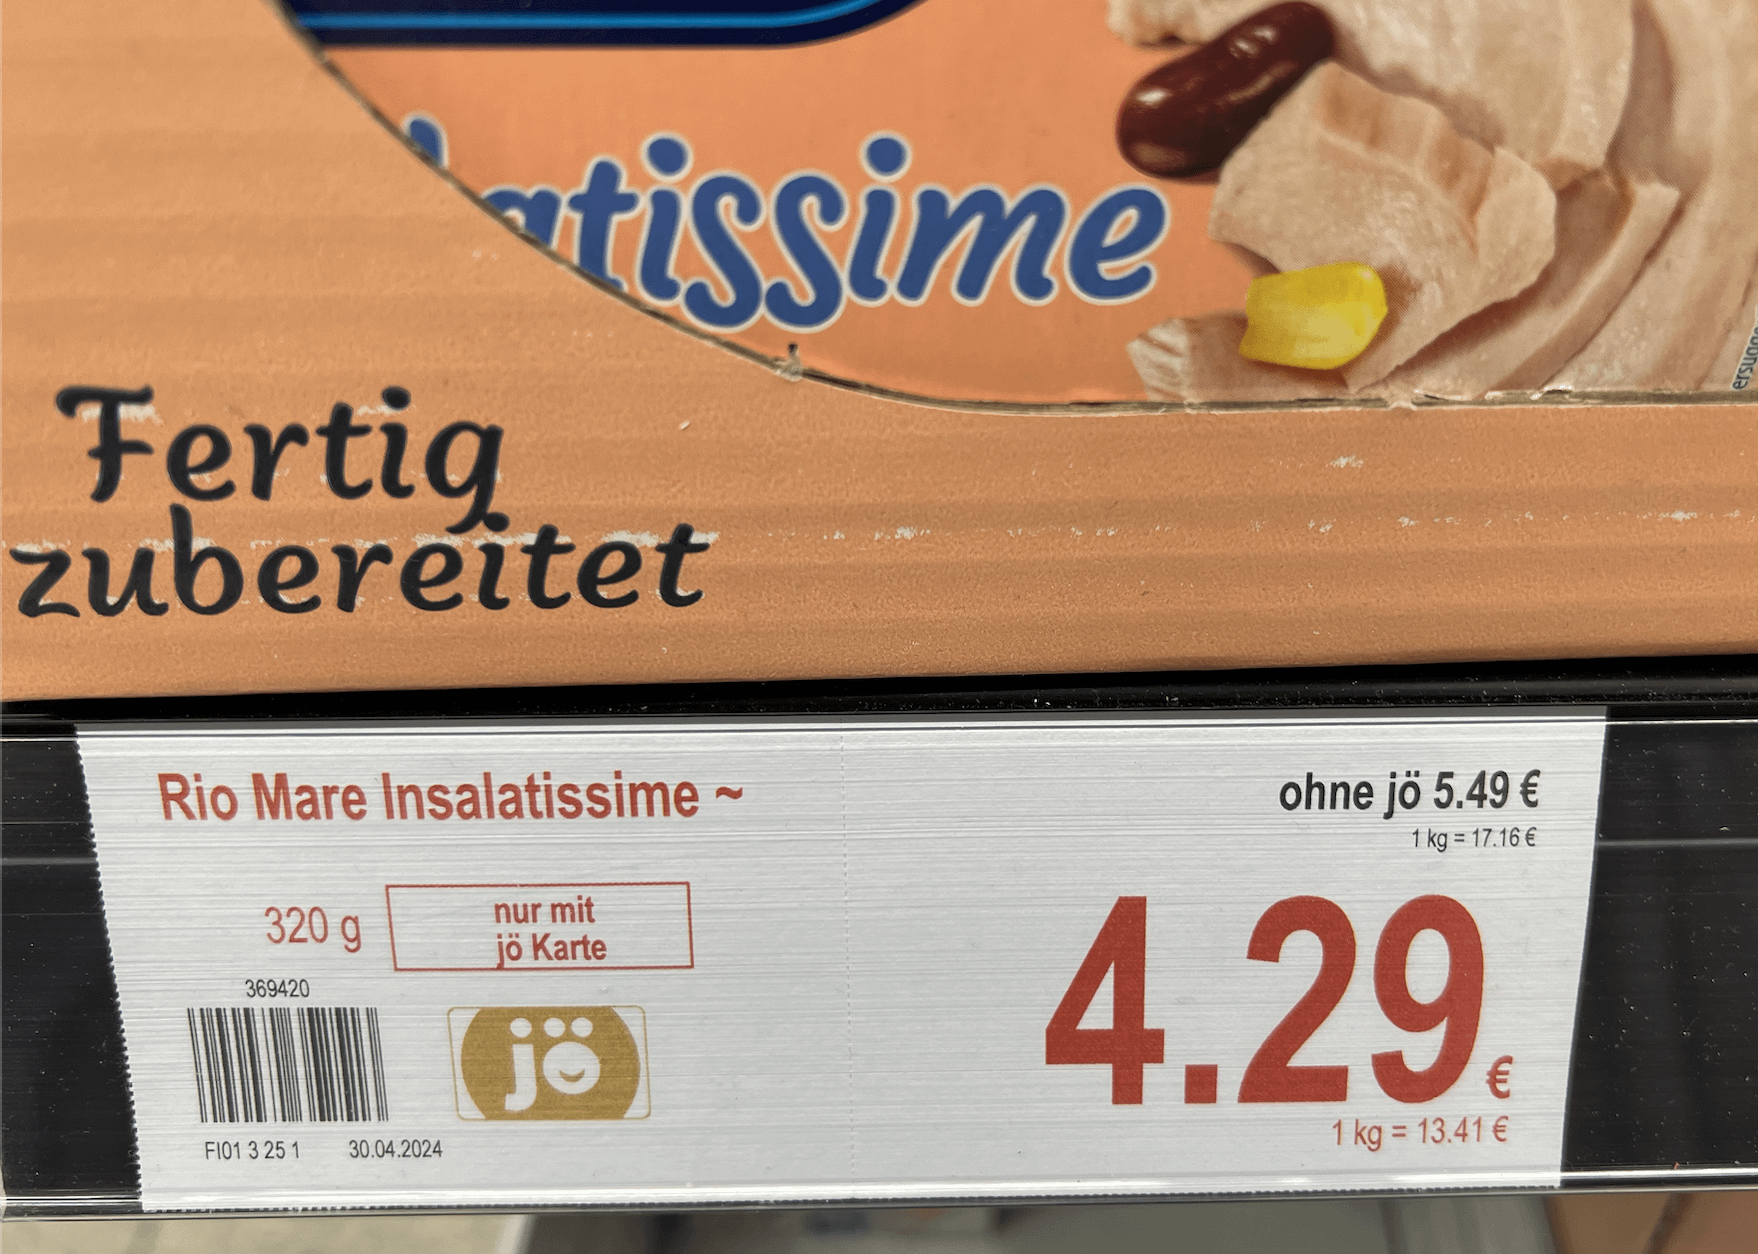 latissime
Fertig
zubereitet
Rio Mare Insalatissime ~
ohne jö 5.49 €
1 kg = 17.16 €
320 g
nur mit
jö Karte
369420
jö
4.29 €
1 kg = 13.41 €
FI01 3 25 1 30.04.2024